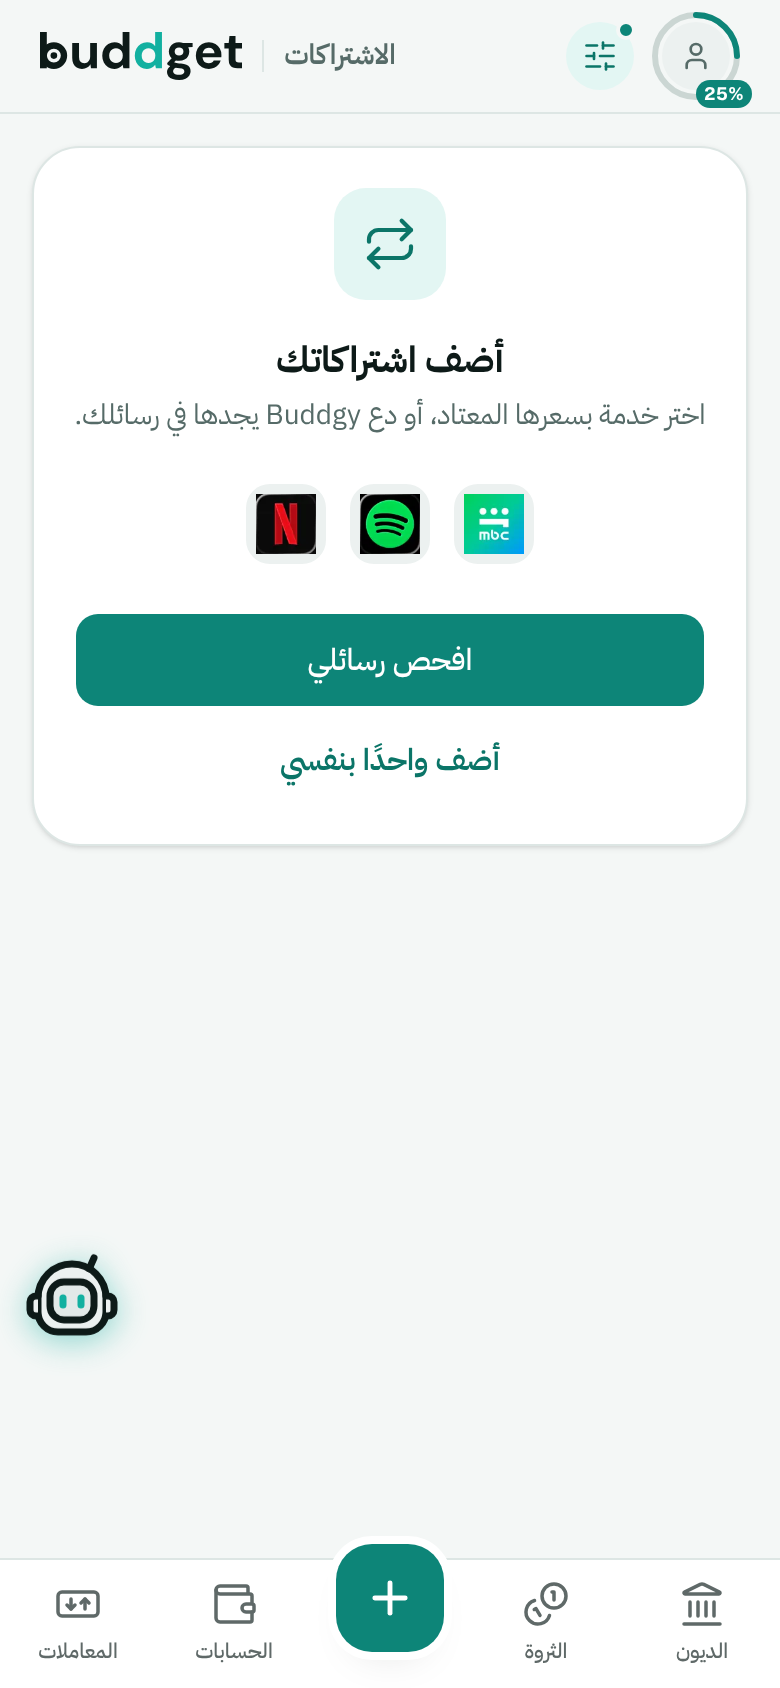 buddget
الاشتراكات
25%
أضف اشتراكاتك
اختر خدمة بسعرها المعتاد، أو دع Buddgy يجدها في رسائلك.
N
mbc
افحص رسائلي
أضف واحدًا بنفسي
الديون
الثروة
الحسابات
المعاملات